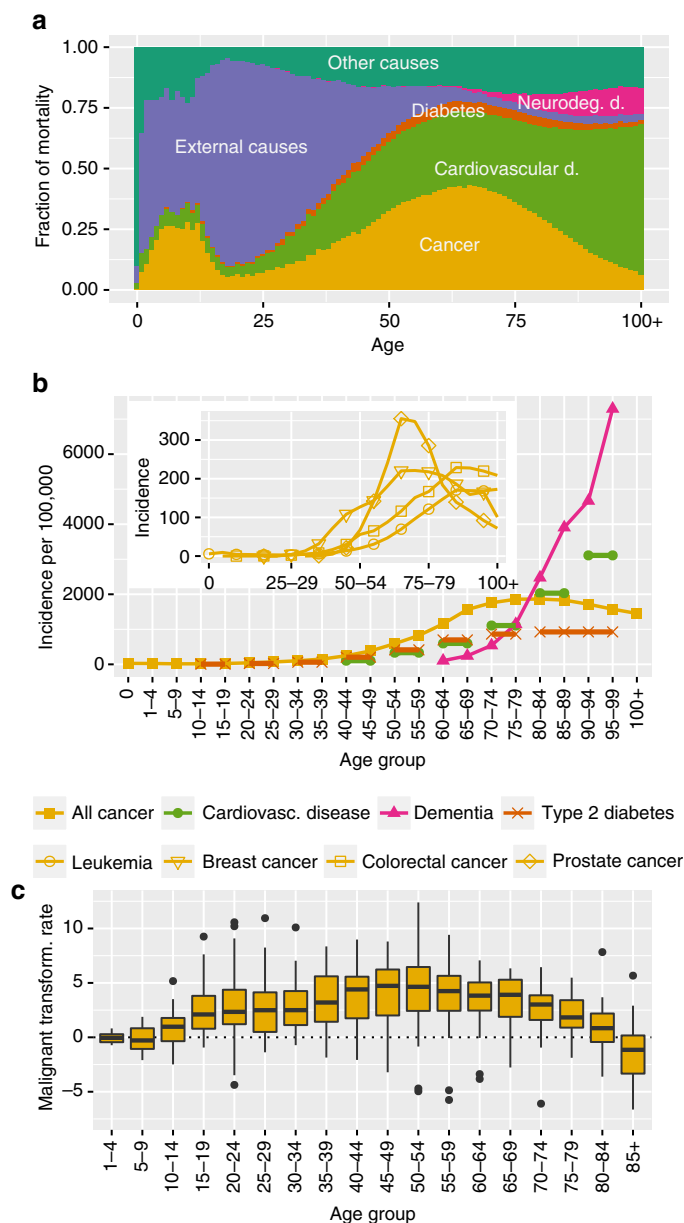 a
1.00
0.75
0.50
0.25
0.00
Fraction of mortality
Other causes
Neurodeg. d.
Diabetes
External causes
Cardiovascular d.
Cancer
0 25 50 75 100+
Age
b
6000
4000
2000
0
Incidence per 100,000
300
200
100
0
Incidence
0 25–29 50–54 75–79 100+
0 1–4 5–9 10–14 15–19 20–24 25–29 30–34 35–39 40–44 45–49 50–54 55–59 60–64 65–69 70–74 75–79 80–84 85–89 90–94 95–99 100+
Age group
All cancer Cardiovasc. disease Dementia Type 2 diabetes
Leukemia Breast cancer Colorectal cancer Prostate cancer
c
10
5
0
−5
Malignant transform. rate
1–4 5–9 10–14 15–19 20–24 25–29 30–34 35–39 40–44 45–49 50–54 55–59 60–64 65–69 70–74 75–79 80–84 85+
Age group